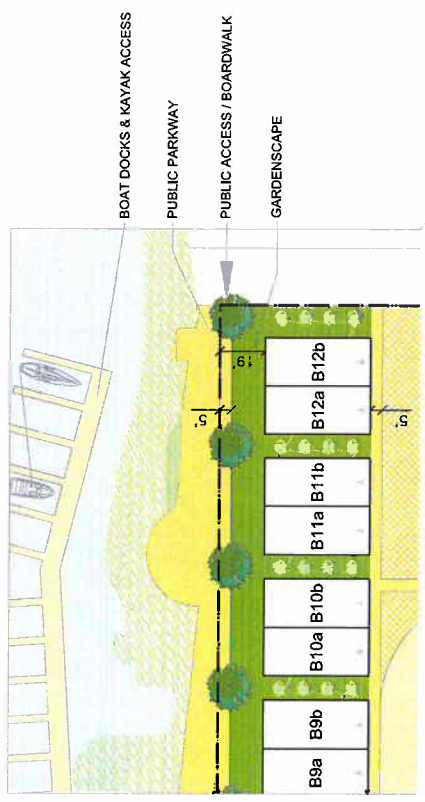 BOAT DOCKS & KAYAK ACCESS
PUBLIC PARKWAY
PUBLIC ACCESS / BOARDWALK
GARDENSCAPE
5'
19'
5'
B9a
B9b
B10a
B10b
B11a
B11b
B12a
B12b